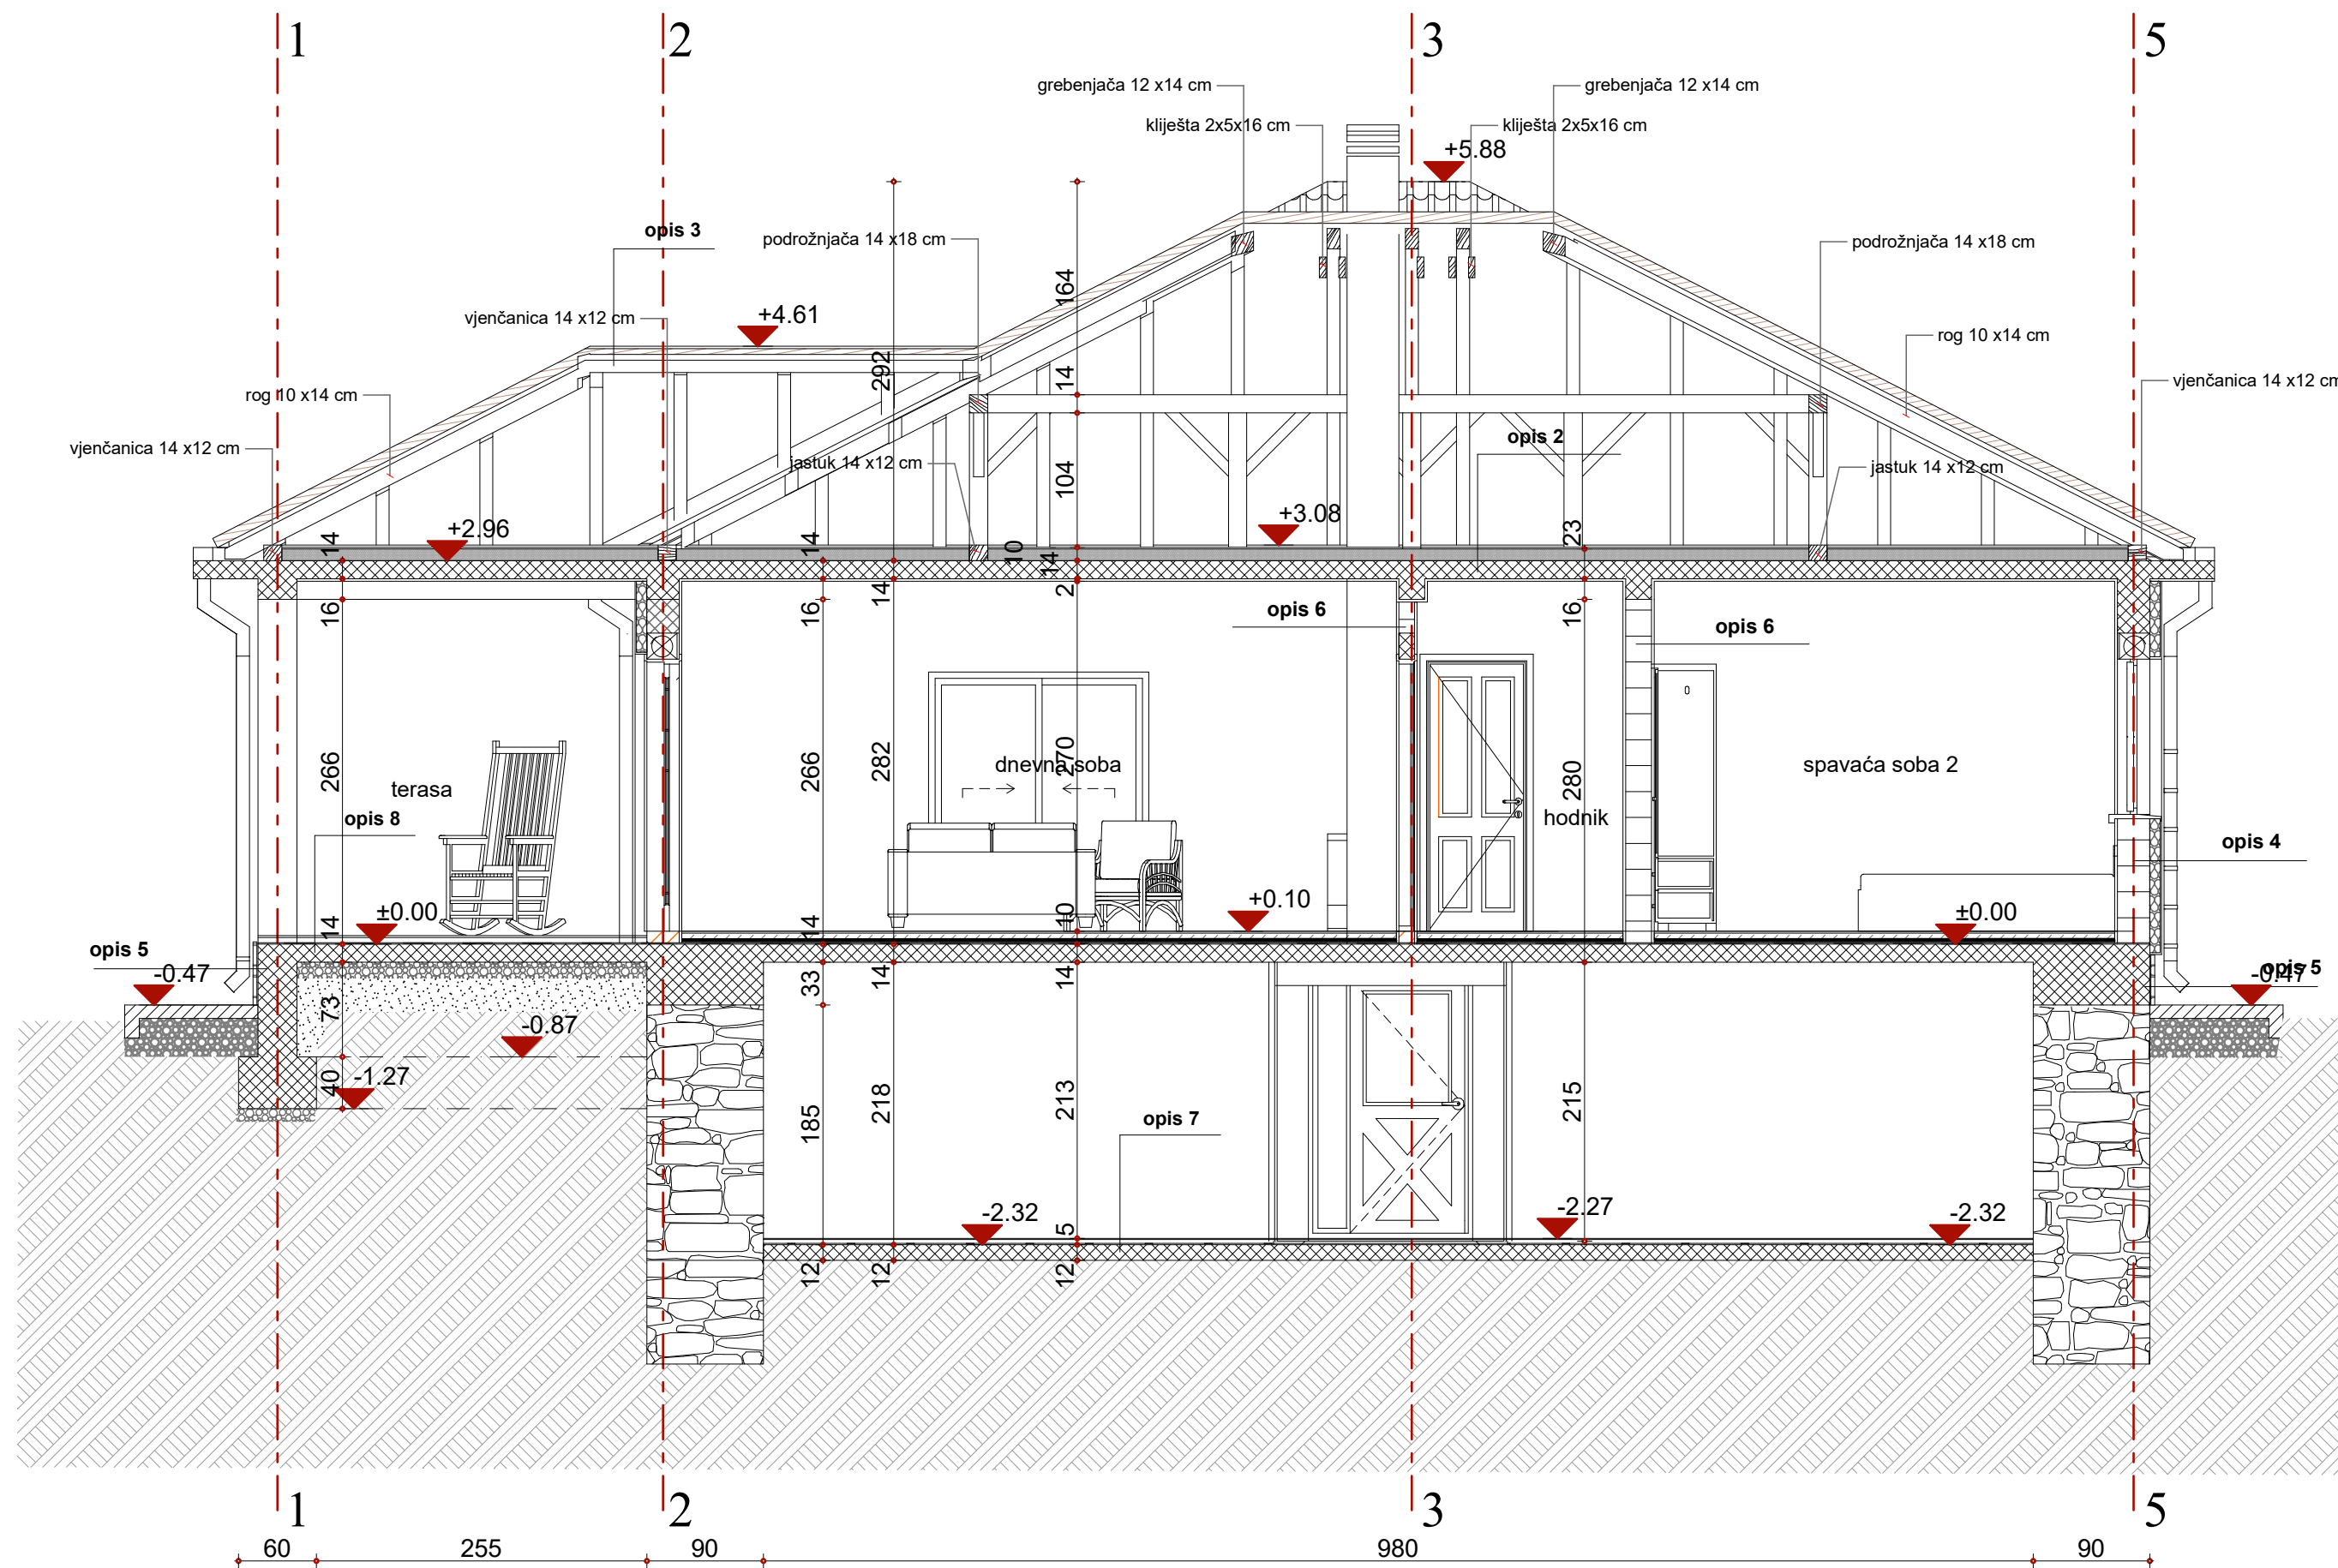 1 2 3 5
grebenjača 12 x14 cm
grebenjača 12 x14 cm
kliješta 2x5x16 cm
kliješta 2x5x16 cm
+5.88
opis 3
podrožnjača 14 x18 cm
podrožnjača 14 x18 cm
164
vjenčanica 14 x12 cm
+4.61
rog 10 x14 cm
292
14
vjenčanica 14 x12 cm
rog 10 x14 cm
opis 2
vjenčanica 14 x12 cm
jastuk 14 x12 cm
104
jastuk 14 x12 cm
+2.96
+3.08
14
14
10
14
23
16
16
14
2
16
opis 6
opis 6
266
266
282
270
280
dnevna soba
spavaća soba 2
terasa
opis 8
hodnik
opis 4
14
±0.00
14
10
+0.10
±0.00
opis 5
-0.47
opis 5
-0.47
73
33
14
14
-0.87
40
-1.27
185
218
213
215
opis 7
-2.32
5
-2.27
-2.32
12
12
12
1 2 3 5
60 255 90 980 90